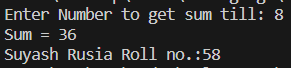 Enter Number to get sum till: 8
Sum = 36
Suyash Rusia Roll no.:58